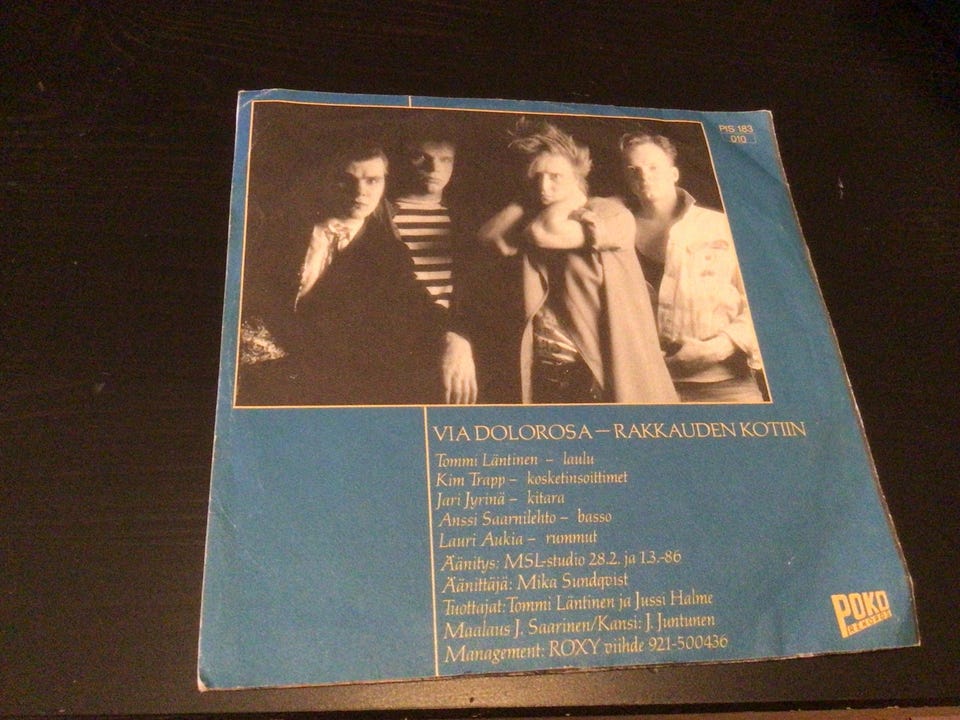 PIS 183
010
VIA DOLOROSA – RAKKAUDEN KOTIIN
Tommi Läntinen – laulu
Kim Trapp – kosketinsoittimet
Jari Jyrinä – kitara
Anssi Saarnilehto – basso
Lauri Aukia – rummut
Äänitys: MSL-studio 28.2. ja 1.3.-86
Äänittäjä: Mika Sundqvist
Tuottajat: Tommi Läntinen ja Jussi Halme
Maalaus J. Saarinen/Kansi: J. Juntunen
Management: ROXY viihde 921-500436
POKO
REKORDS